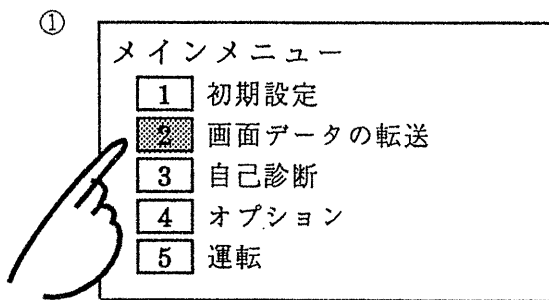 ①
メインメニュー
1 初期設定
2 画面データの転送
3 自己診断
4 オプション
5 運転